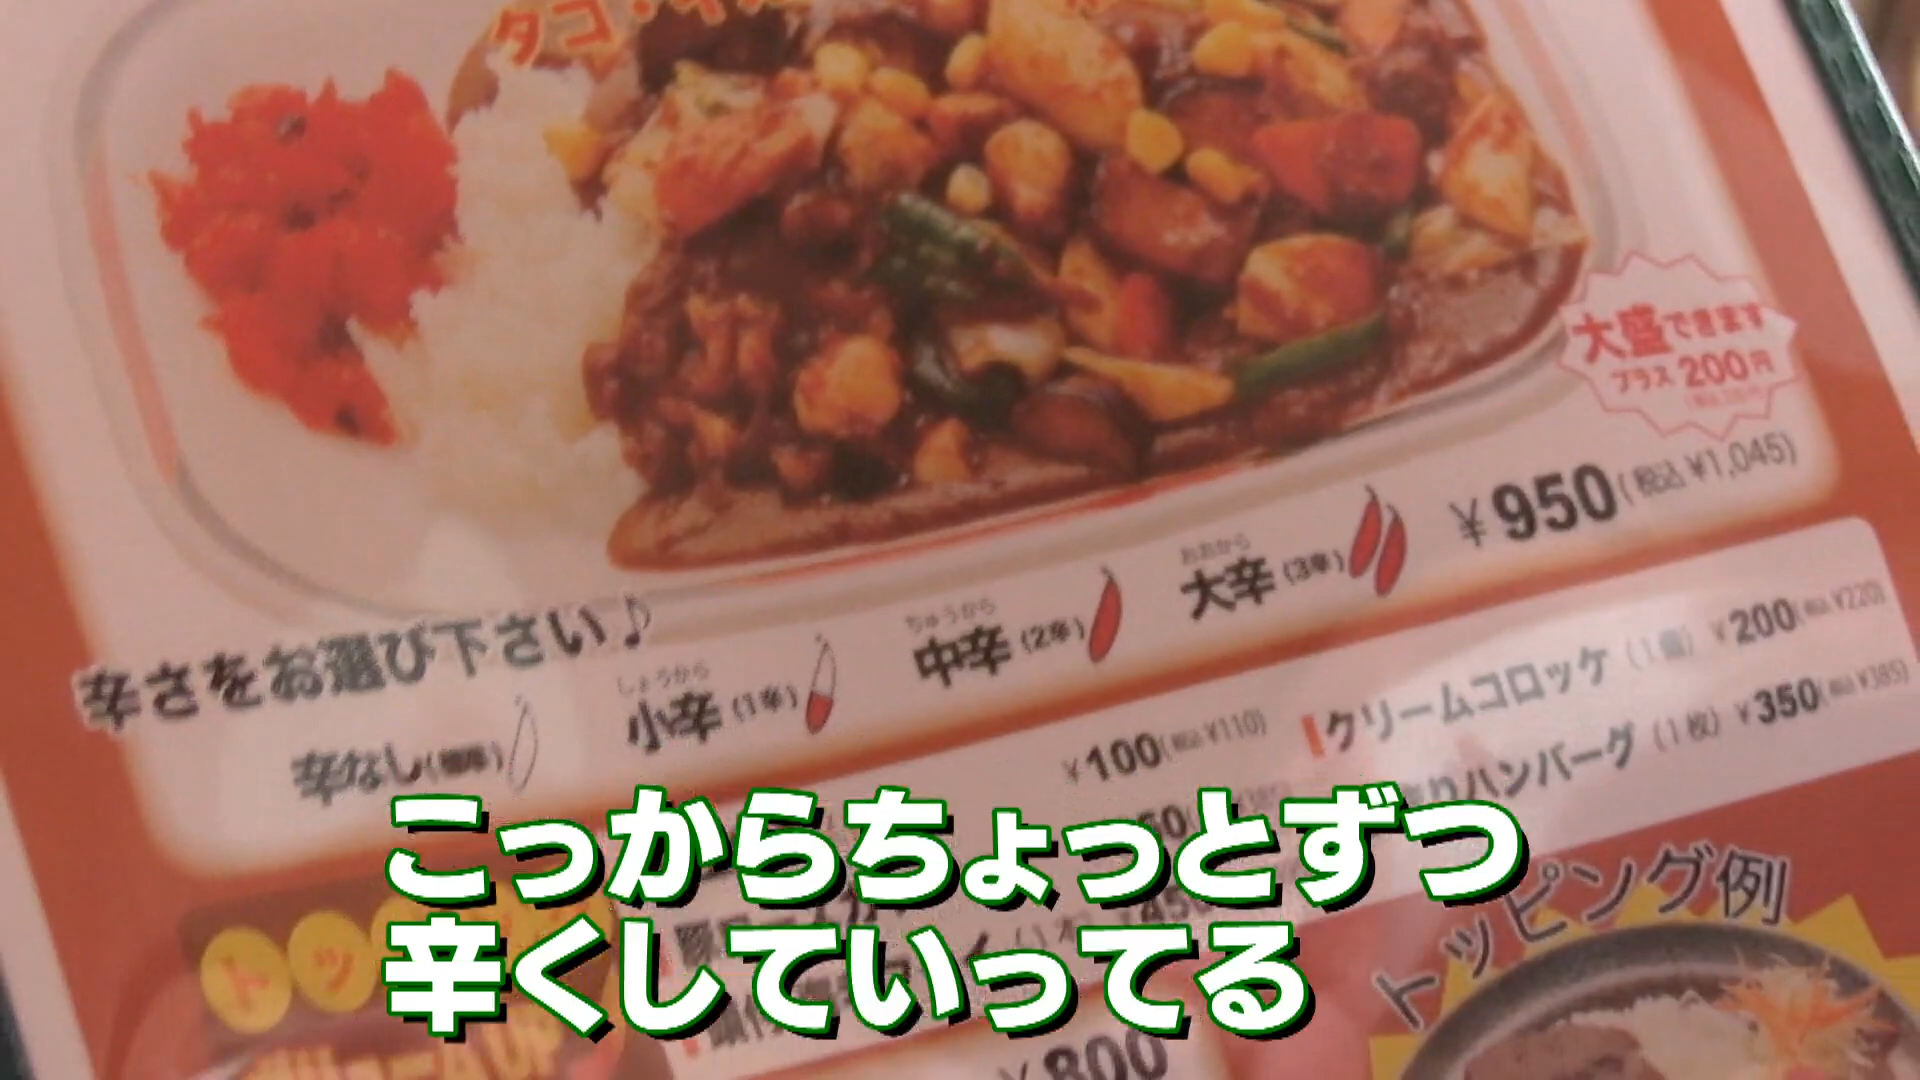 タコ・イカ
大盛できます
プラス200円
¥950(税込¥1,045)
辛さをお選び下さい♪
辛なし
しょうから
小辛(1辛)
ちゅうから
中辛(2辛)
おおから
大辛(3辛)
¥100(税込¥110)
クリームコロッケ(1個) ¥200(税込¥220)
ハンバーグ(1枚) ¥350(税込¥385)
トッピング例
¥800
こっからちょっとずつ
辛くしていってる